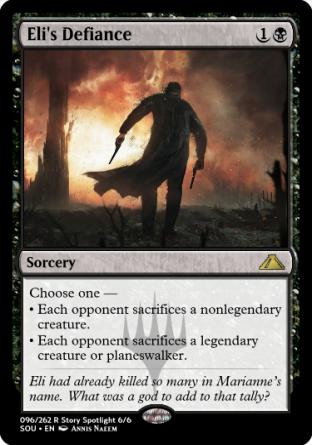 Eli's Defiance 1
Sorcery
Choose one —
• Each opponent sacrifices a nonlegendary
creature.
• Each opponent sacrifices a legendary
creature or planeswalker.
Eli had already killed so many in Marianne's
name. What was a god to add to that tally?
096/262 R Story Spotlight 6/6
SOU • EN Annis Naeem